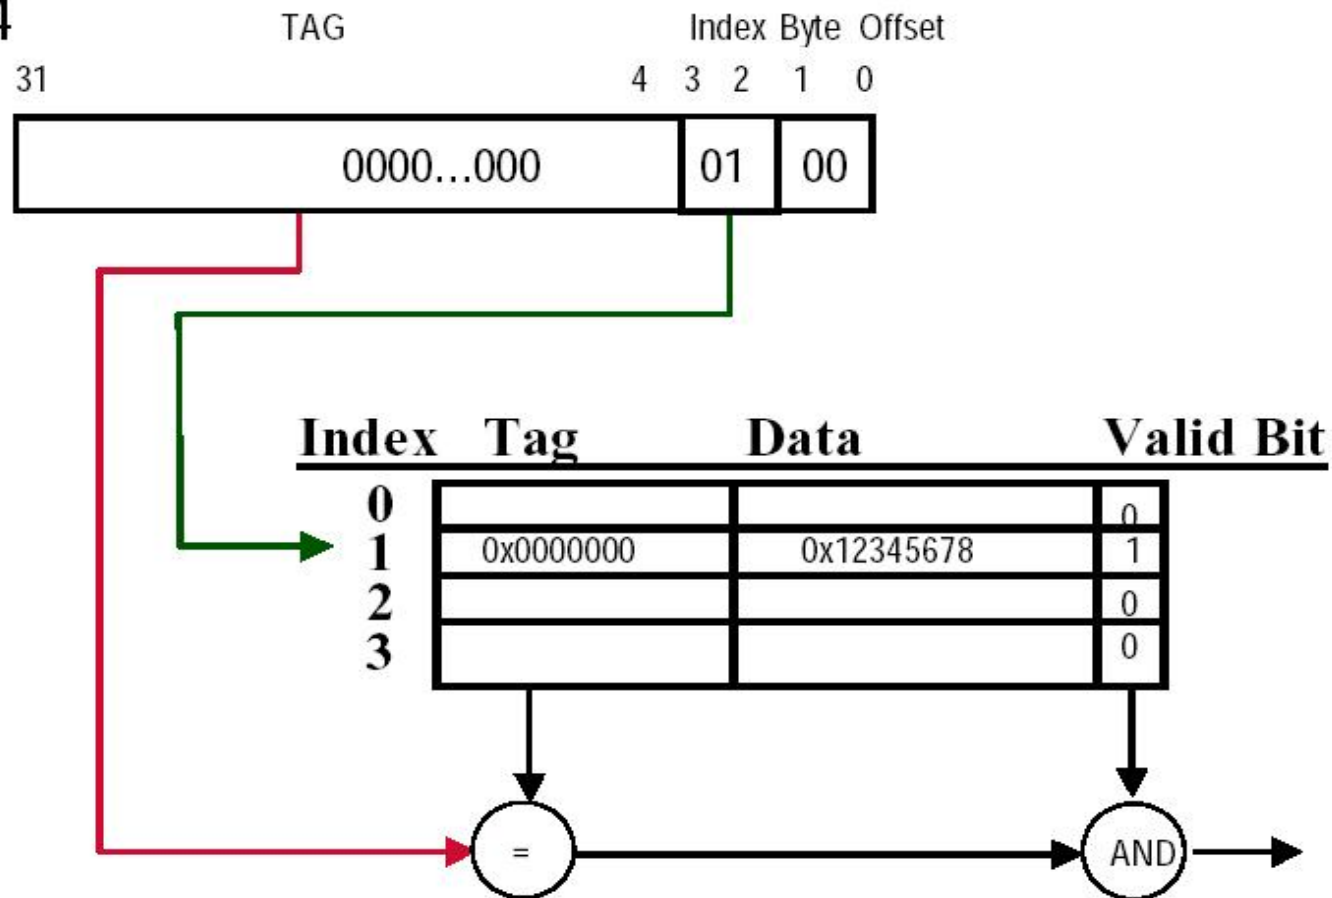 4
TAG Index Byte Offset
31 4 3 2 1 0
0000...000 01 00
Index Tag Data Valid Bit
0 0
1 0x0000000 0x12345678 1
2 0
3 0
= AND